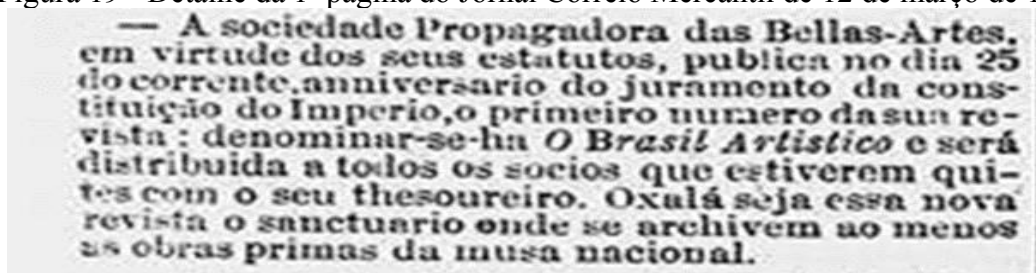 Figura 19 – Detalhe da 1ª página do Jornal Correio Mercantil de 12 de março de 1
— A sociedade Propagadora das Bellas-Artes,
em virtude dos seus estatutos, publica no dia 25
do corrente, anniversario do juramento da cons-
tituição do Imperio, o primeiro numero da sua re-
vista: denominar-se-ha O Brasil Artistico e será
distribuida a todos os socios que estiverem qui-
tes com o seu thesoureiro. Oxalá seja essa nova
revista o sanctuario onde se archivem ao menos
as obras primas da musa nacional.